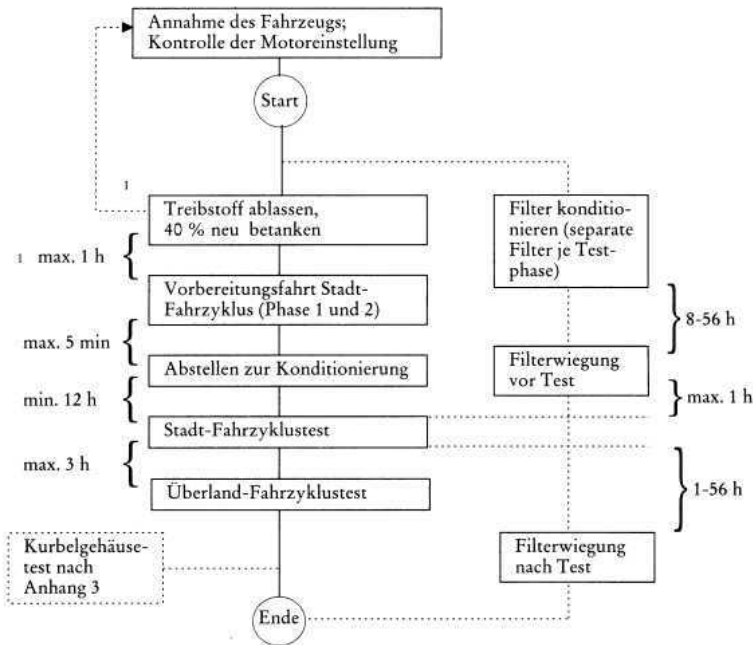 Annahme des Fahrzeugs;
Kontrolle der Motoreinstellung
Start
1
Treibstoff ablassen,
40 % neu betanken
Filter konditio-
nieren (separate
Filter je Test-
phase)
1 max. 1 h
Vorbereitungsfahrt Stadt-
Fahrzyklus (Phase 1 und 2)
8-56 h
max. 5 min
Abstellen zur Konditionierung
Filterwiegung
vor Test
min. 12 h
max. 1 h
Stadt-Fahrzyklustest
max. 3 h
1-56 h
Überland-Fahrzyklustest
Kurbelgehäuse-
test nach
Anhang 3
Filterwiegung
nach Test
Ende